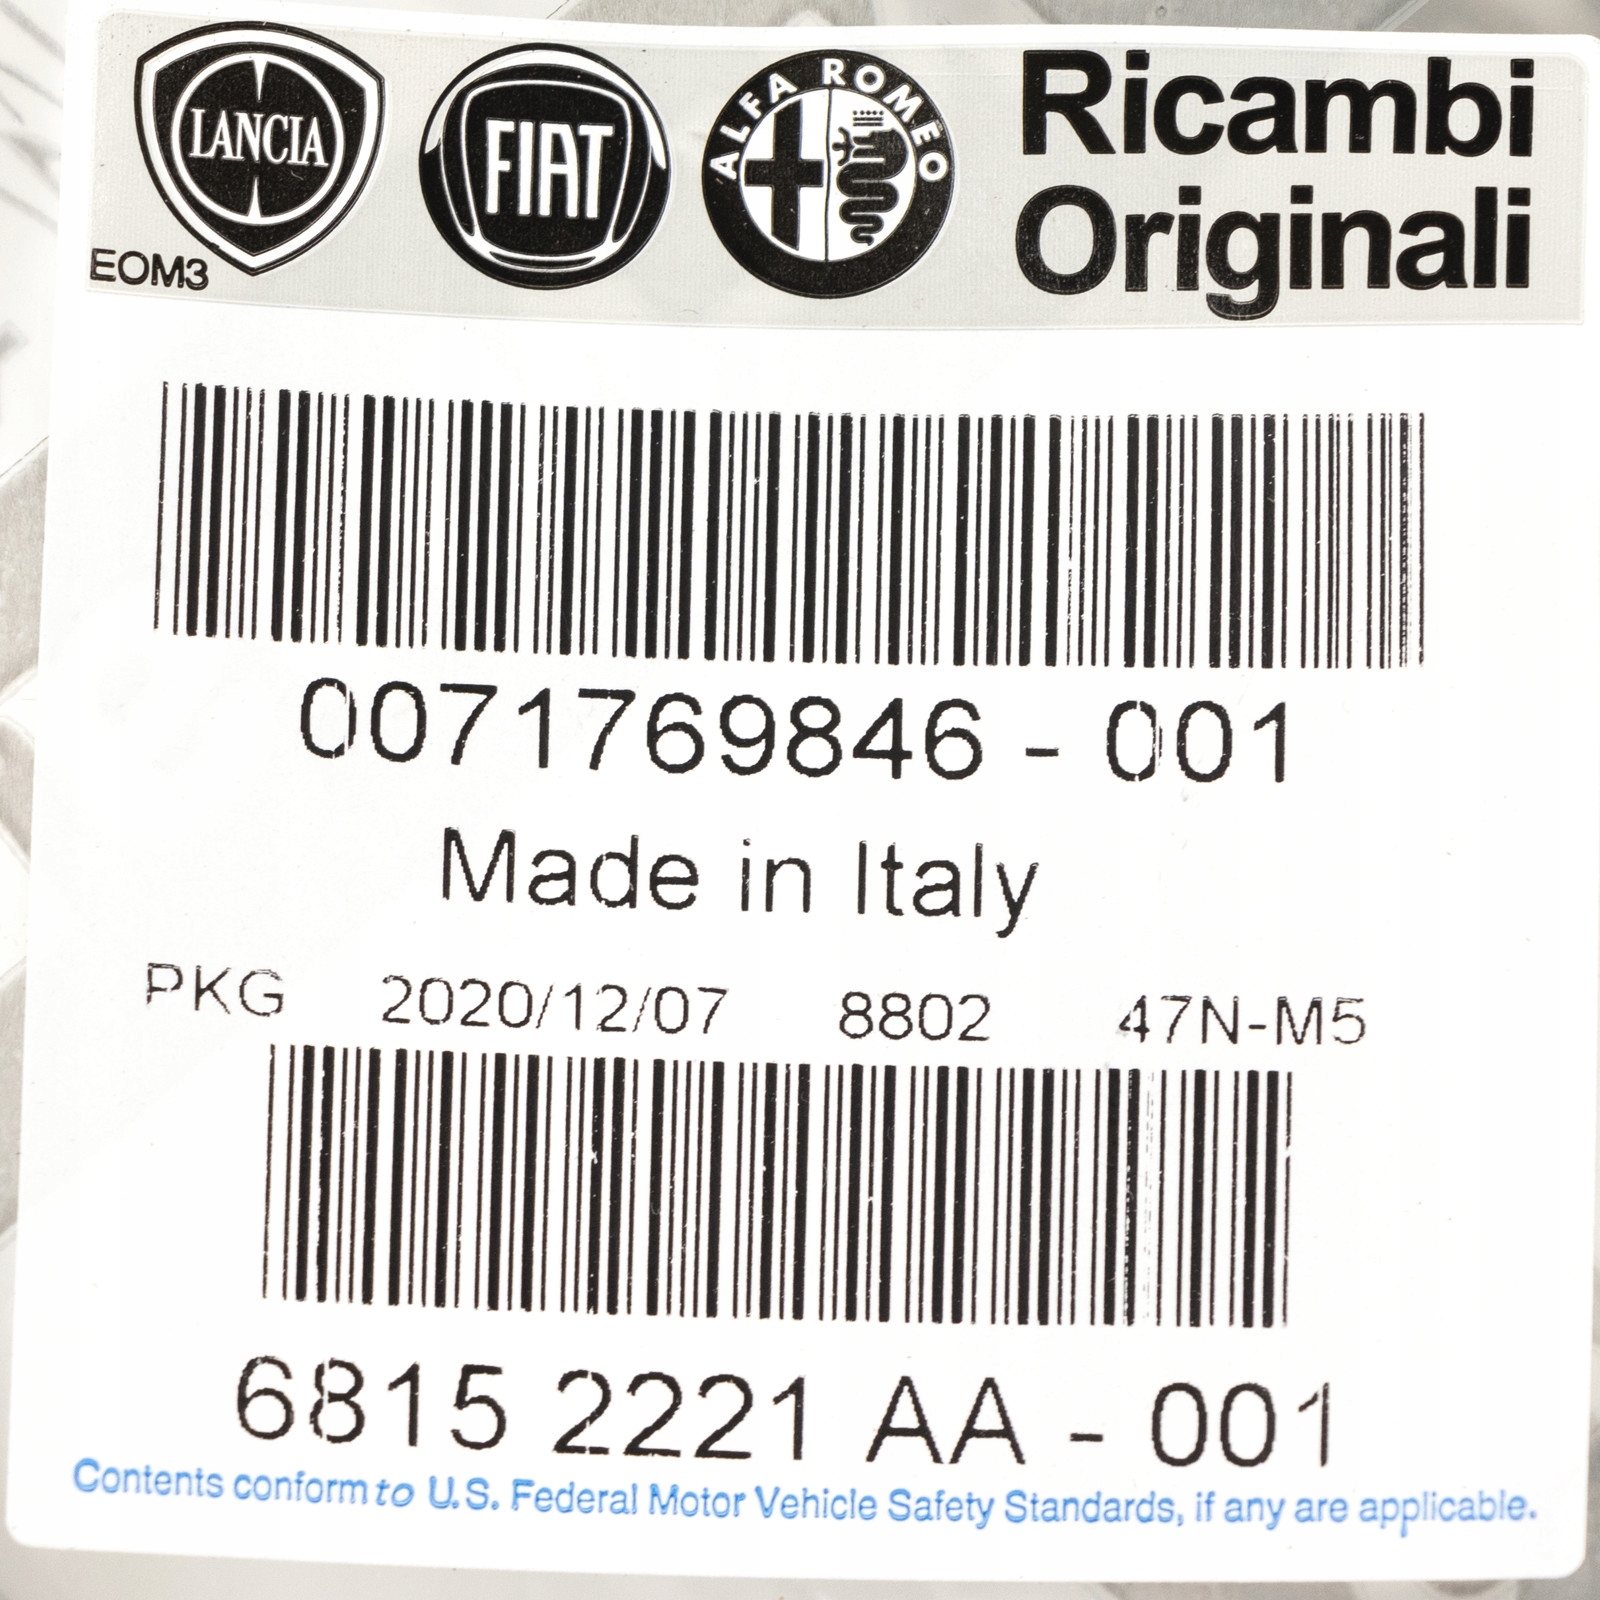 LANCIA
FIAT
ALFA ROMEO
Ricambi
Originali
EOM3
0071769846 - 001
Made in Italy
PKG 2020/12/07 8802 47N-M5
6815 2221 AA - 001
Contents conform to U.S. Federal Motor Vehicle Safety Standards, if any are applicable.